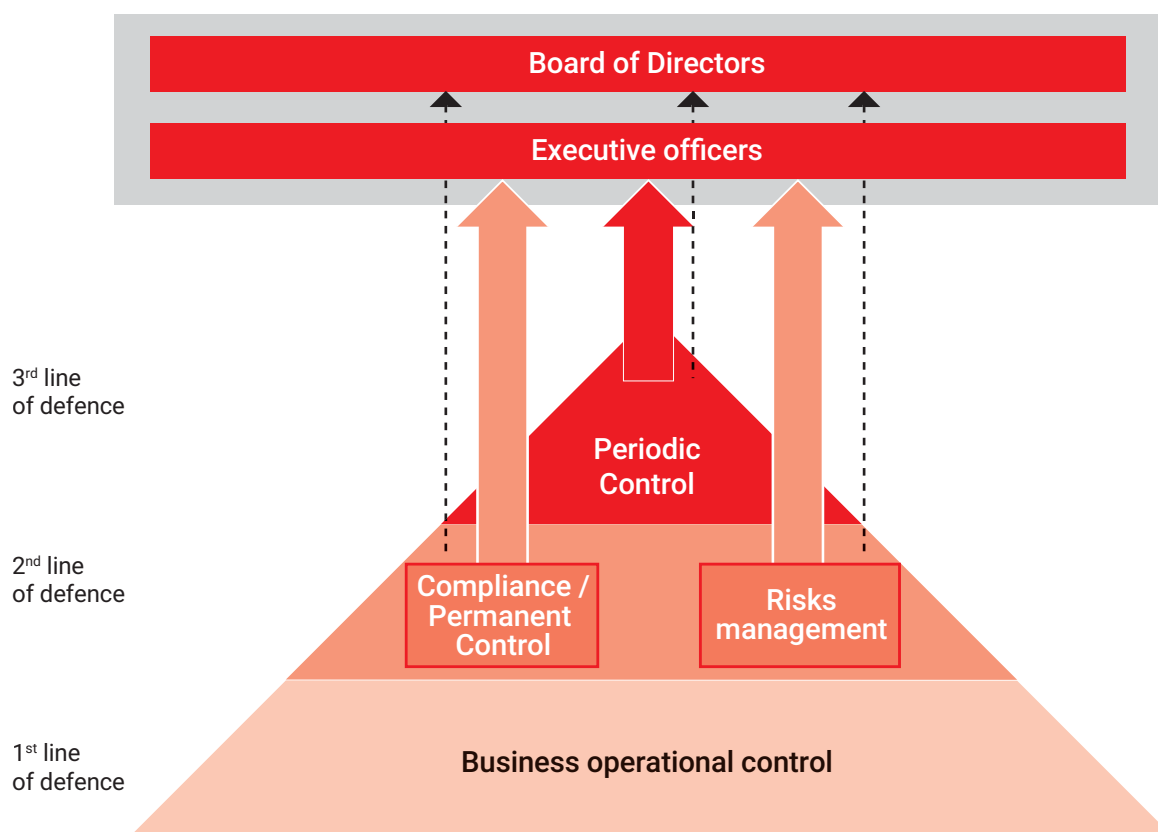 Board of Directors
Executive officers
3rd line
of defence
Periodic
Control
2nd line
of defence
Compliance /
Permanent
Control
Risks
management
1st line
of defence
Business operational control